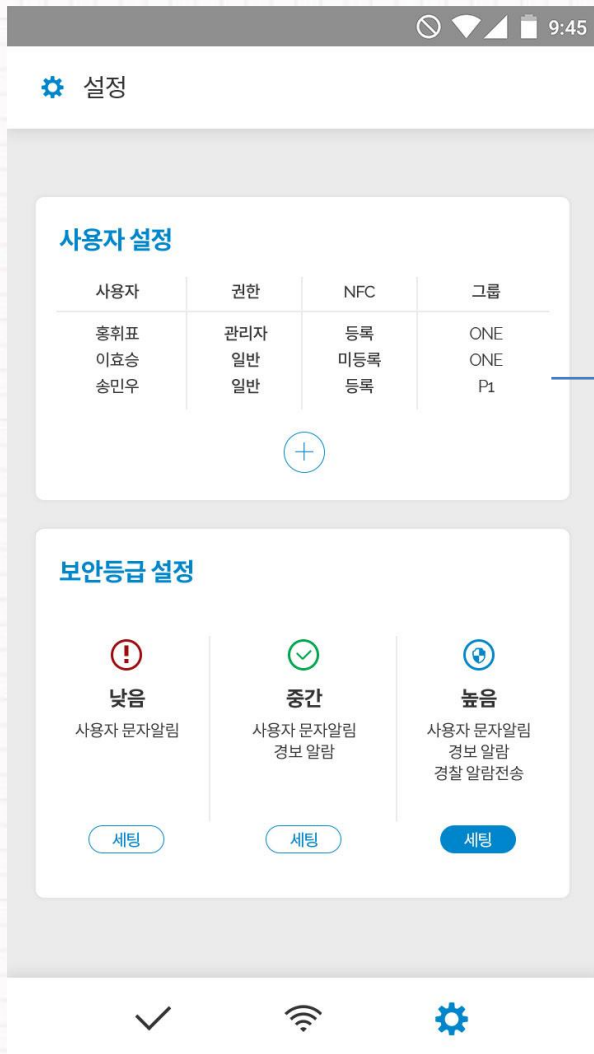 9:45
설정
사용자 설정
사용자 권한 NFC 그룹
홍휘표 관리자 등록 ONE
이효승 일반 미등록 ONE
송민우 일반 등록 P1
보안등급 설정
낮음 중간 높음
사용자 문자알림 사용자 문자알림 사용자 문자알림
경보 알람 경보 알람
경찰 알람전송
세팅 세팅 세팅